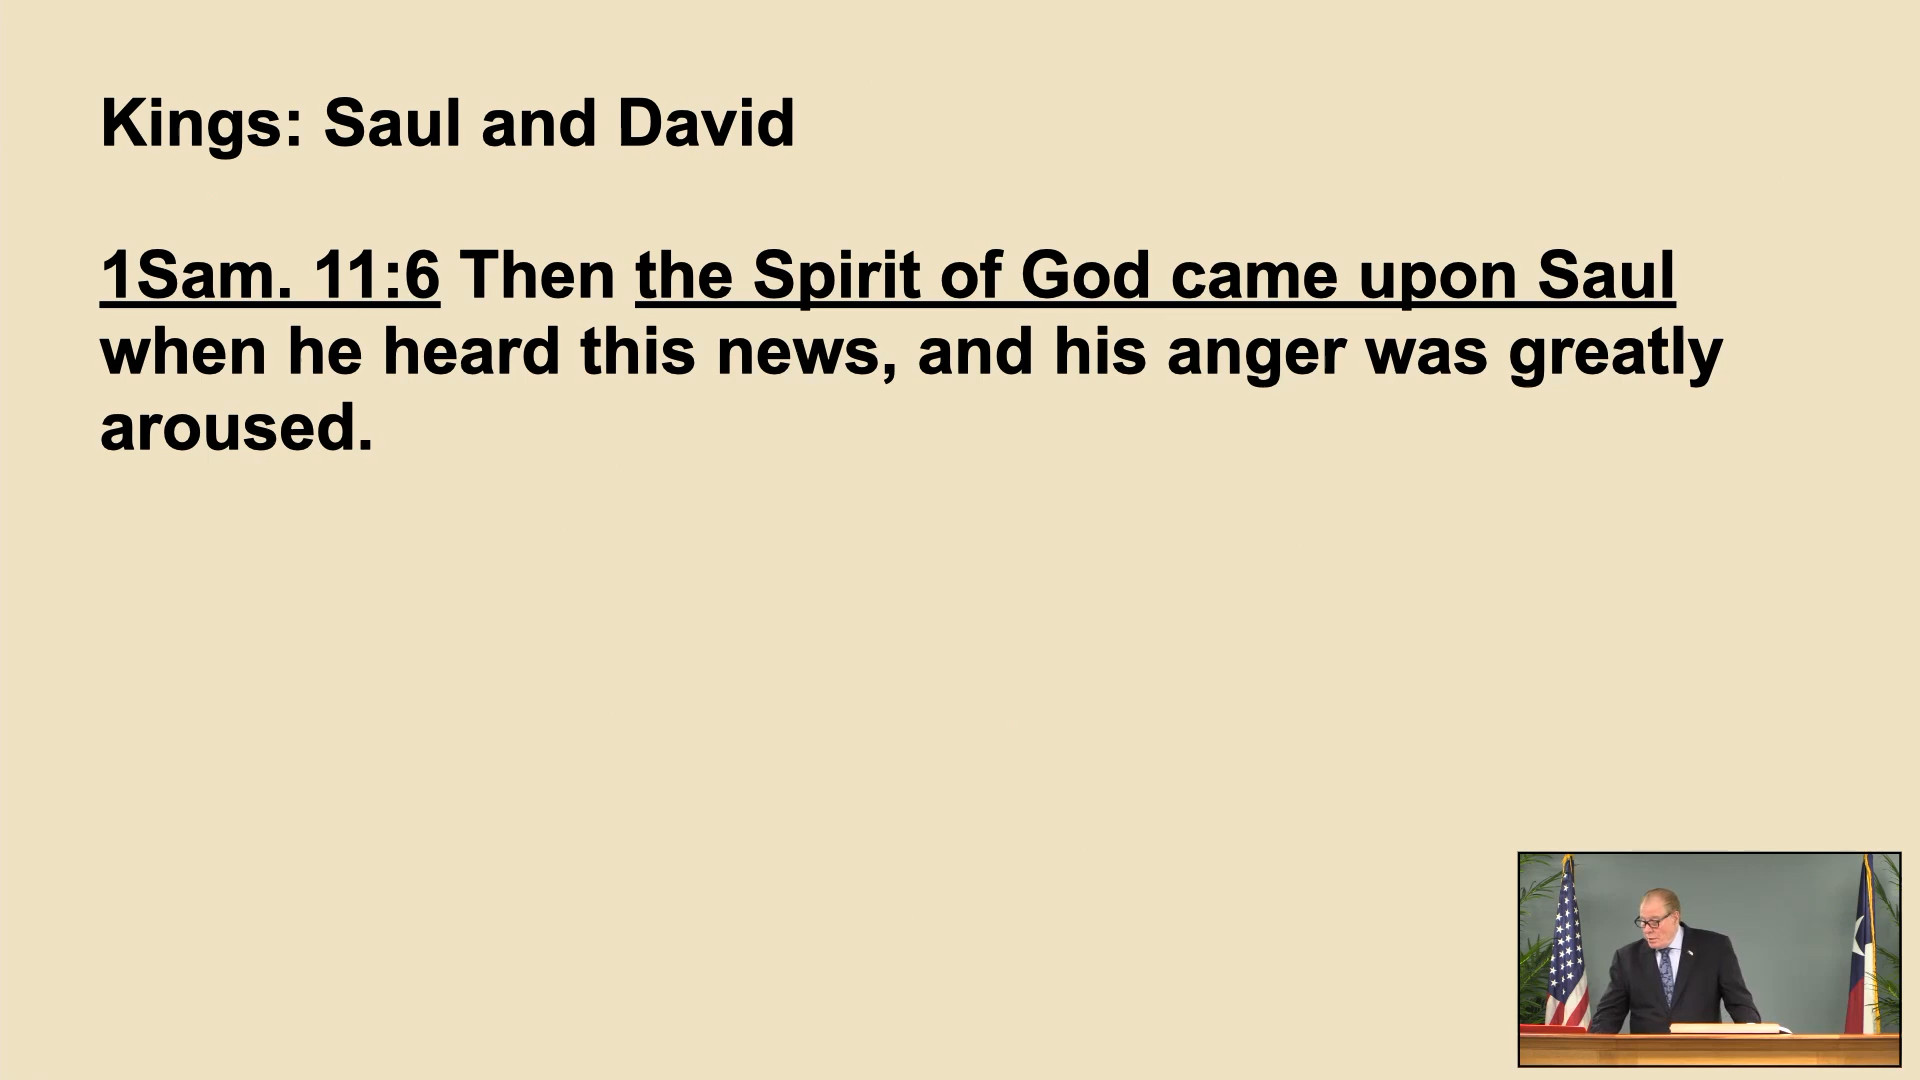 Kings: Saul and David
1Sam. 11:6 Then the Spirit of God came upon Saul
when he heard this news, and his anger was greatly
aroused.